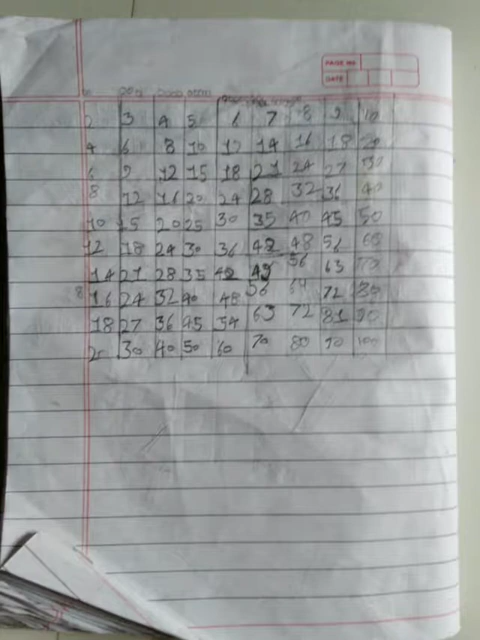 PAGE NO
DATE
2 3 4 5 6 7 8 9 10
4 6 8 10 12 14 16 18 20
6 9 12 15 18 21 24 27 30
8 12 16 20 24 28 32 36 40
10 15 20 25 30 35 40 45 50
12 18 24 30 36 42 48 54 60
14 21 28 35 42 49 56 63 70
8 16 24 32 40 48 56 64 72 80
18 27 36 45 54 63 72 81 90
20 30 40 50 60 70 80 90 100